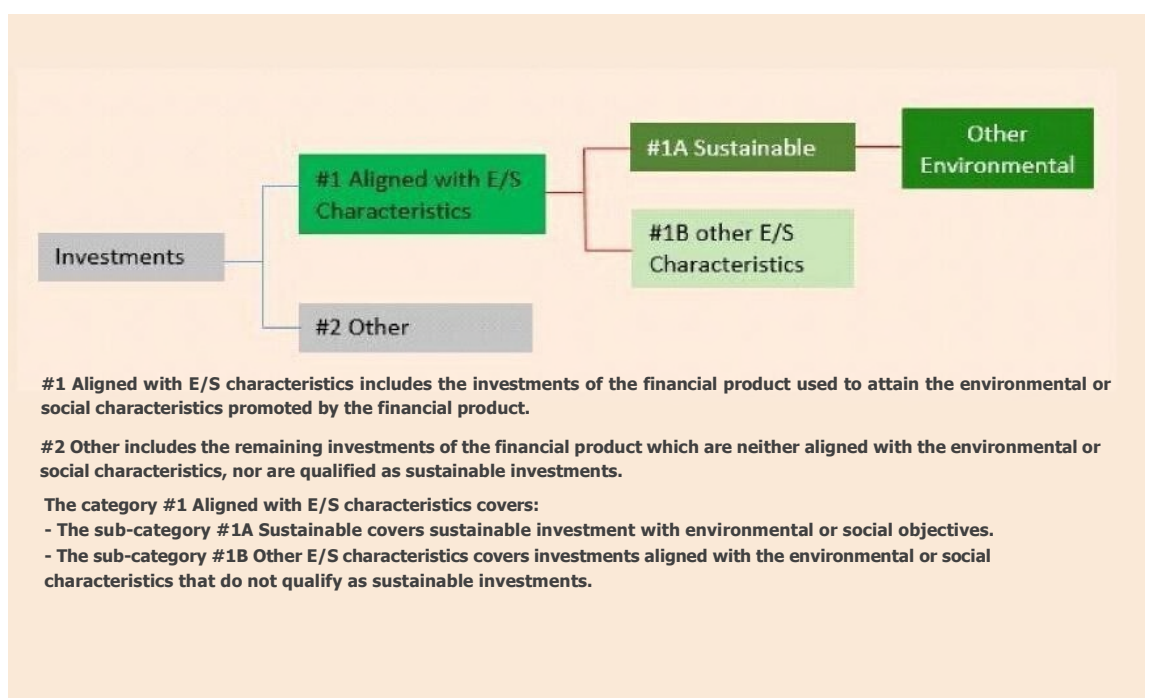 Other
Environmental
#1A Sustainable
#1 Aligned with E/S
Characteristics
#1B other E/S
Characteristics
Investments
#2 Other
#1 Aligned with E/S characteristics includes the investments of the financial product used to attain the environmental or
social characteristics promoted by the financial product.
#2 Other includes the remaining investments of the financial product which are neither aligned with the environmental or
social characteristics, nor are qualified as sustainable investments.
The category #1 Aligned with E/S characteristics covers:
- The sub-category #1A Sustainable covers sustainable investment with environmental or social objectives.
- The sub-category #1B Other E/S characteristics covers investments aligned with the environmental or social
characteristics that do not qualify as sustainable investments.